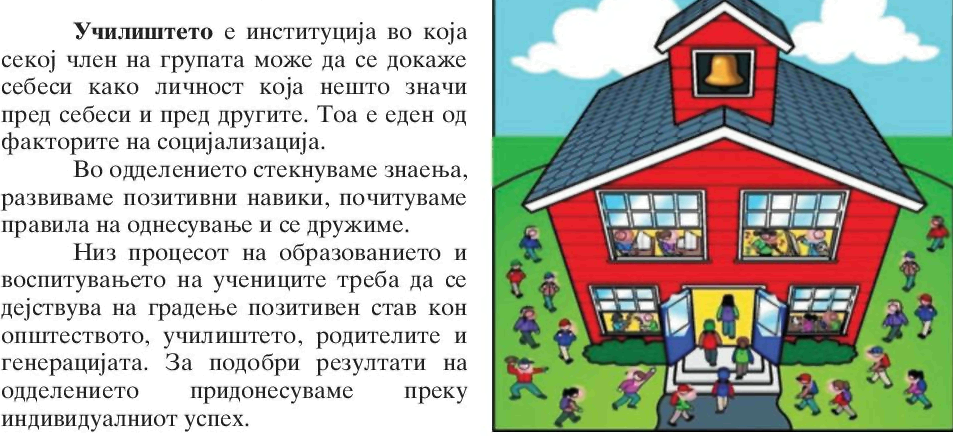 Училиштето е институција во која
секој член на групата може да се докаже
себеси како личност која нешто значи
пред себеси и пред другите. Тоа е еден од
факторите на социјализација.
Во одделението стекнуваме знаења,
развиваме позитивни навики, почитуваме
правила на однесување и се дружиме.
Низ процесот на образованието и
воспитувањето на учениците треба да се
дејствува на градење позитивен став кон
општеството, училиштето, родителите и
генерацијата. За подобри резултати на
одделението придонесуваме преку
индивидуалниот успех.